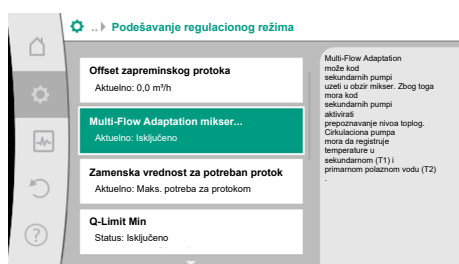 ..▸ Podešavanje regulacionog režima
Offset zapreminskog protoka
Aktuelno: 0,0 m³/h
Multi-Flow Adaptation mikser...
Aktuelno: Isključeno
Zamenska vrednost za potreban protok
Aktuelno: Maks. potreba za protokom
Q-Limit Min
Status: Isključeno
Multi-Flow Adaptation
može kod
sekundarnih pumpi
uzeti u obzir mikser. Zbog toga
mora kod
sekundarnih pumpi
aktivirati
prepoznavanje nivoa toplog.
Cirkulaciona pumpa
mora da registruje
temperature u
sekundarnom (T1) i
primarnom polaznom vodu (T2)
.